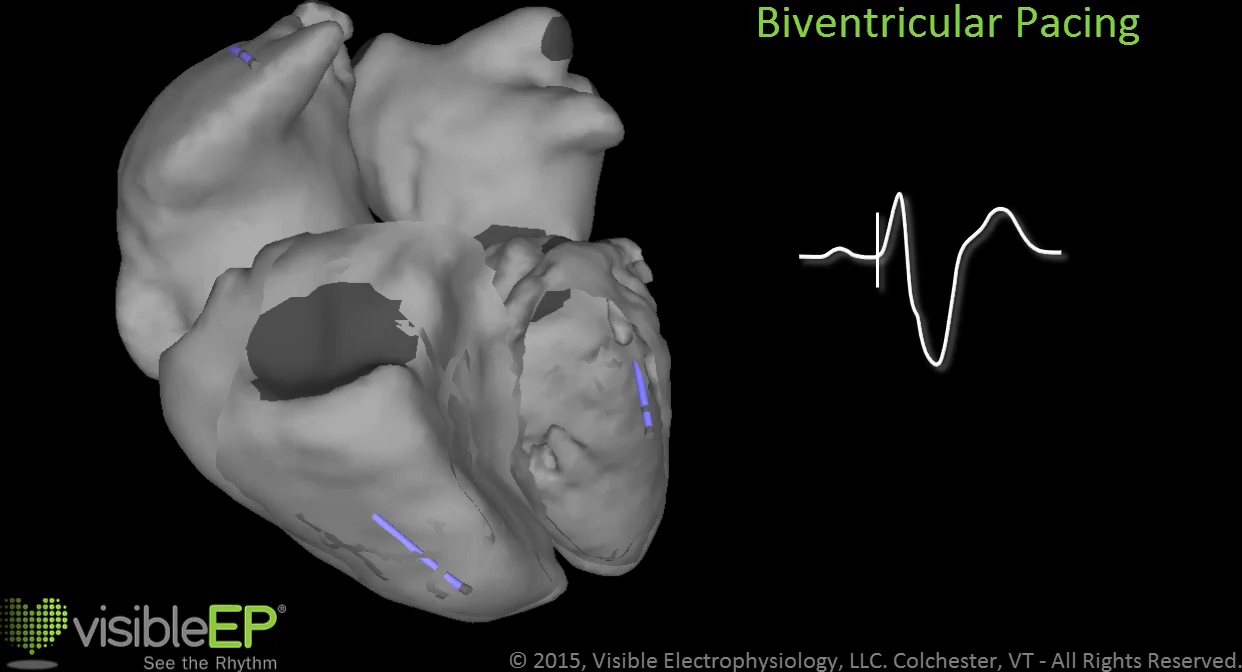 Biventricular Pacing
visibleEP®
See the Rhythm
© 2015, Visible Electrophysiology, LLC. Colchester, VT - All Rights Reserved.